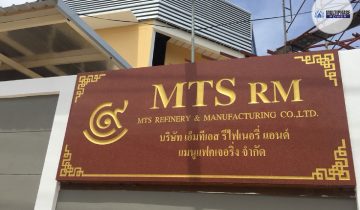 MTS RM
MTS REFINERY & MANUFACTURING CO.,LTD.
บริษัท เอ็มทีเอส รีไฟเนอรี่ แอนด์
แมนูแฟคเจอริ่ง จำกัด